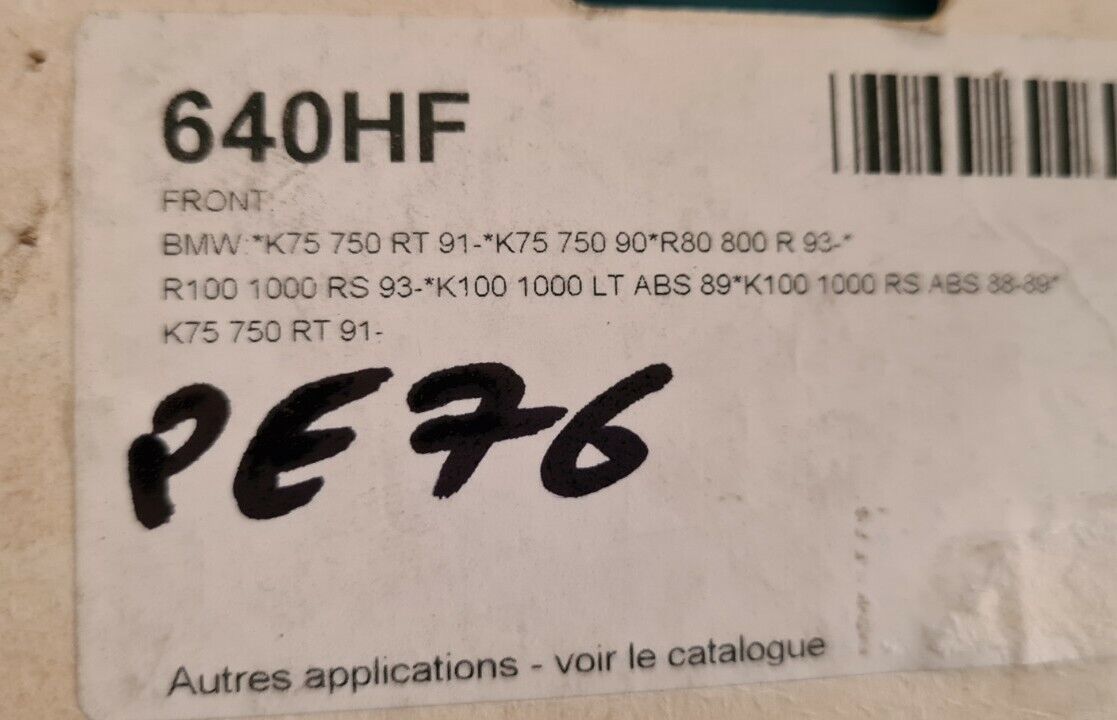 640HF
FRONT:
BMW:*K75 750 RT 91-*K75 750 90*R80 800 R 93-*
R100 1000 RS 93-*K100 1000 LT ABS 89*K100 1000 RS ABS 88-89*
K75 750 RT 91-
PE76
Autres applications - voir le catalogue